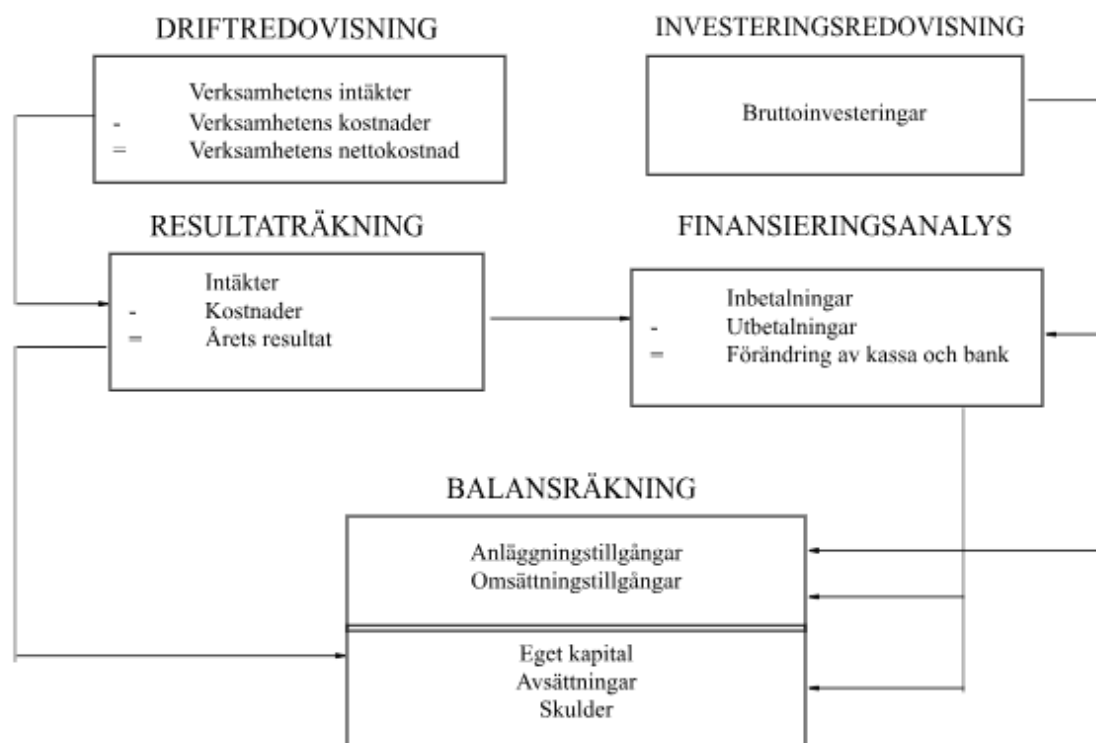 DRIFTREDOVISNING
Verksamhetens intäkter
- Verksamhetens kostnader
= Verksamhetens nettokostnad
INVESTERINGSREDOVISNING
Bruttoinvesteringar
RESULTATRÄKNING
Intäkter
- Kostnader
= Årets resultat
FINANSIERINGSANALYS
Inbetalningar
- Utbetalningar
= Förändring av kassa och bank
BALANSRÄKNING
Anläggningstillgångar
Omsättningstillgångar
Eget kapital
Avsättningar
Skulder